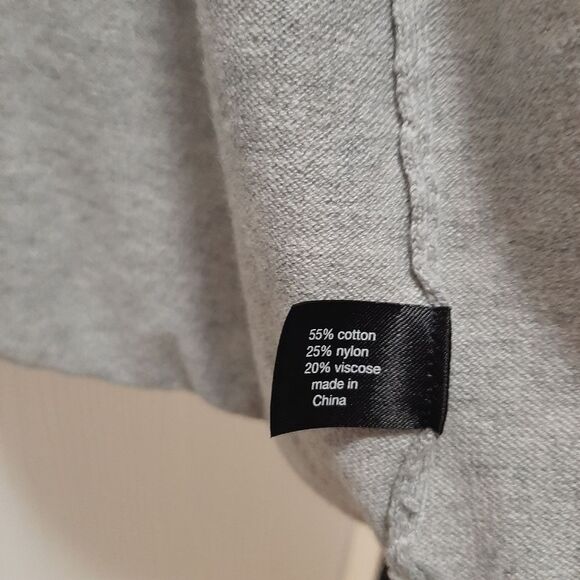 55% cotton
25% nylon
20% viscose
made in
China